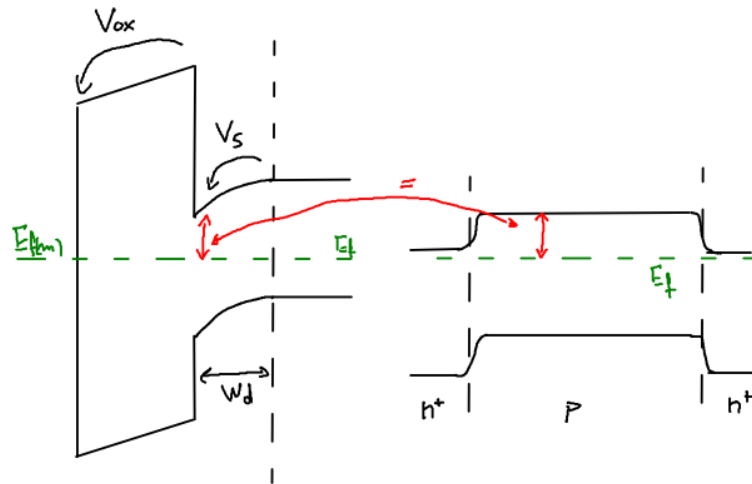 Vox
Vs
=
Ef(m)
Ef
Ef
Wd
n+
p
n+